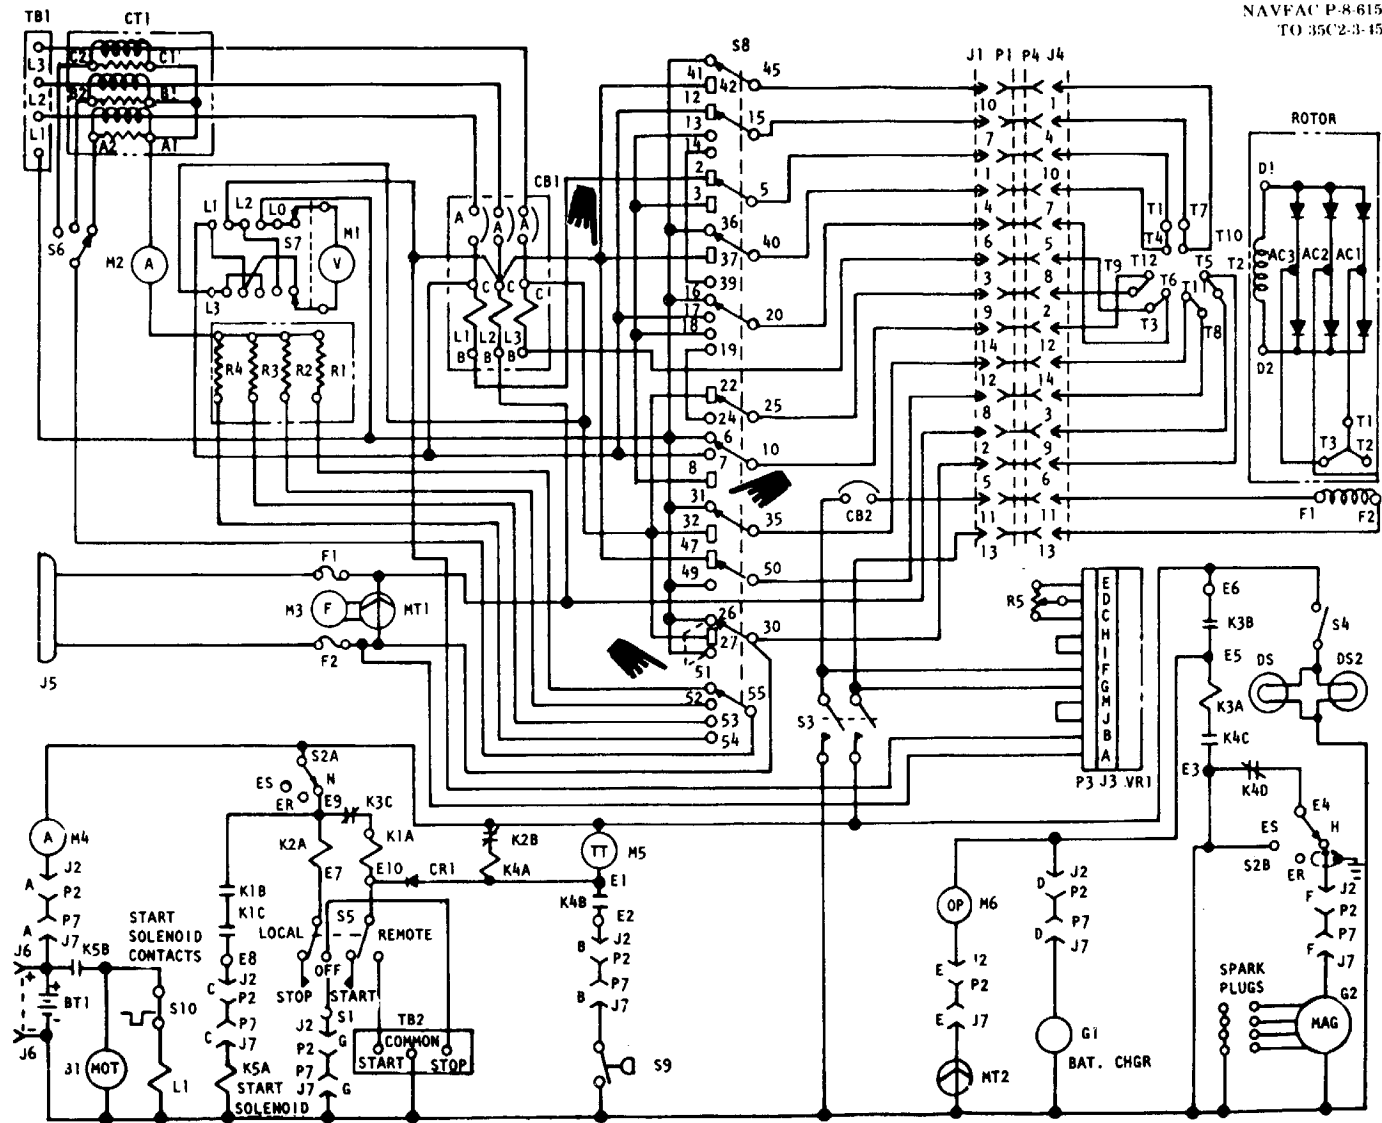 NAVFAC P-8-615
TO 35C2-3-45
TB1
CT1
S8
J1 P1 P4 J4
L3
C2 C1
L2
B2 B1
L1
A2 A1
41
42
45
12
13
14
15
2
3
5
36
37
39
40
16
17
18
19
20
22
24
25
6
7
8
10
31
32
35
47
49
50
26
27
30
51
52
53
54
55
10
7
1
4
6
3
9
14
12
8
2
5
11
13
1
4
10
7
5
8
2
12
14
3
9
6
11
13
ROTOR
D1
AC3 AC2 AC1
D2
T1
T3 T2
F1 F2
T1 T7
T4 T10
T12 T5 T2
T9 T6 T11
T3 T8
S6
M2
A
L1 L2 L0
S7
M1
V
L3
R4 R3 R2 R1
CB1
A A A
C C C
L1 L2 L3
B B B
CB2
F1
M3 F MT1
F2
J5
R5
E
D
C
H
I
F
G
M
J
B
A
P3 J3 VR1
S3
E6
K3B
E5
K3A
K4C
E3
K4D
S4
DS DS2
E4
H
ES
S2B
ER
J2
F
P2
P7
F
J7
G2
MAG
SPARK
PLUGS
S2A
N
ES
ER
E9
K3C
K2A
K1A
E7
E10
CR1
K2B
K4A
M5
TT
E1
K4B
E2
J2
B
P2
P7
B
J7
S9
A
M4
J2
A
P2
P7
A
J7
J6
K5B
+
+
BT1
-
-
J6
J1
MOT
START
SOLENOID
CONTACTS
S10
L1
K1B
K1C
E8
J2
C
P2
P7
C
J7
K5A
START
SOLENOID
S5
LOCAL
REMOTE
OFF
STOP START
S1
J2
G
P2
P7
J7
G
TB2
COMMON
START STOP
OP
M6
E
P2
E
J7
MT2
J2
D
P2
P7
D
J7
G1
BAT. CHGR